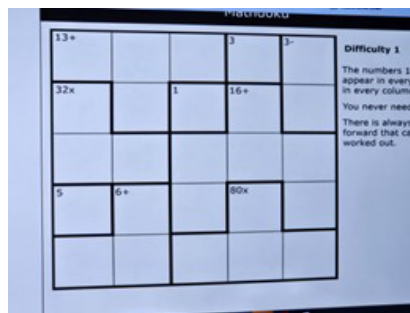 Mathdoku
13+ 3 3-
32x 1 16+
5 6+ 80x
Difficulty 1
The numbers 1
appear in every
in every colum
You never need
There is always
forward that ca
worked out.